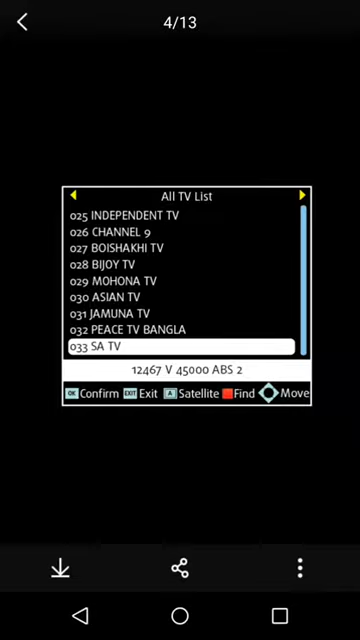 4/13
All TV List
025 INDEPENDENT TV
026 CHANNEL 9
027 BOISHAKHI TV
028 BIJOY TV
029 MOHONA TV
030 ASIAN TV
031 JAMUNA TV
032 PEACE TV BANGLA
033 SA TV
12467 V 45000 ABS 2
OK Confirm EXIT Exit A Satellite Find Move